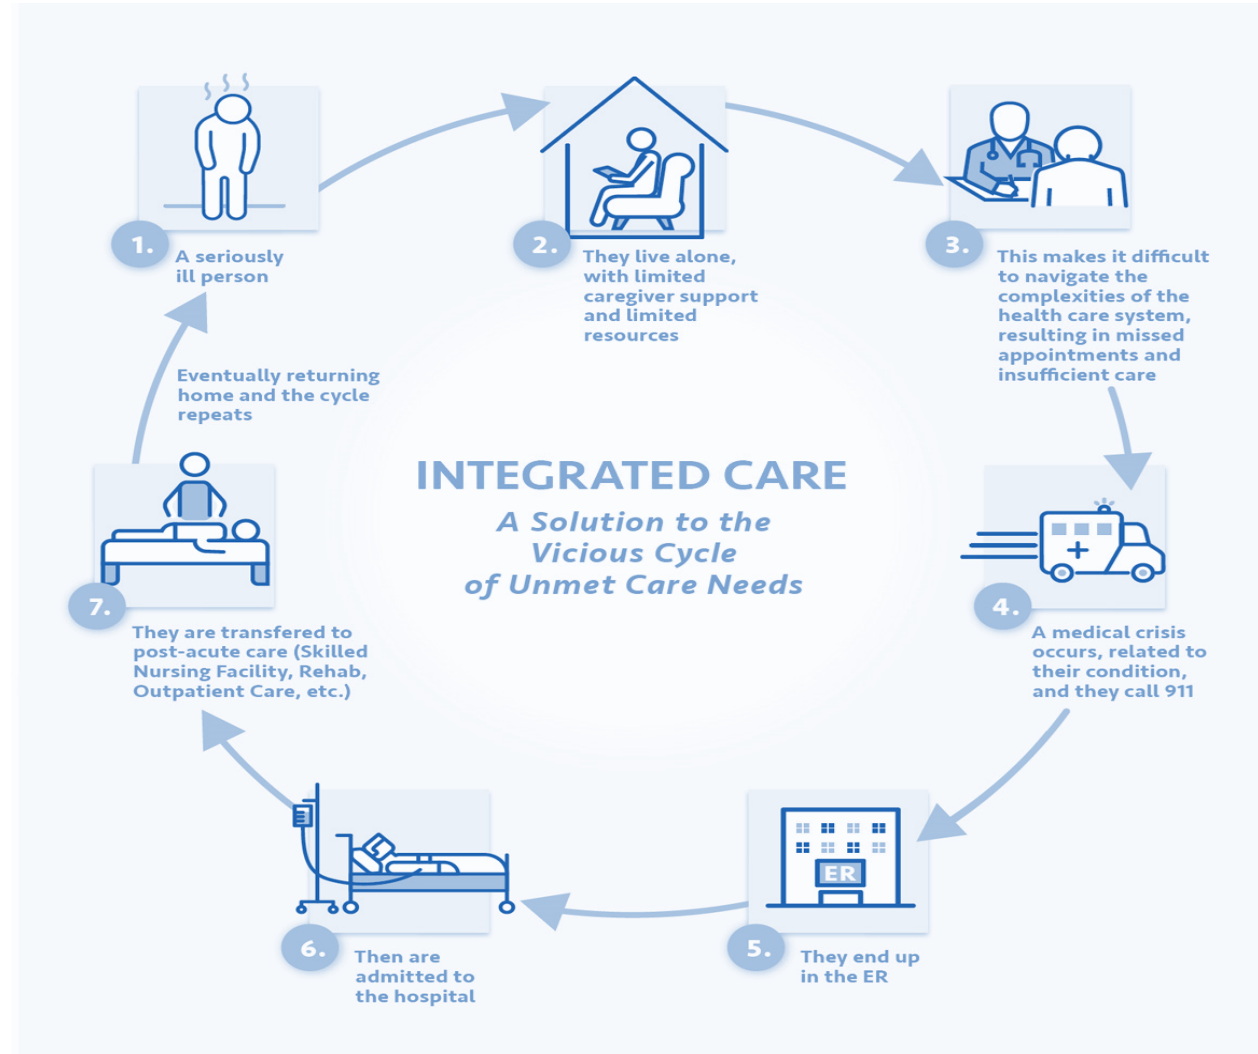 1.
A seriously
ill person
2.
They live alone,
with limited
caregiver support
and limited
resources
3.
This makes it difficult
to navigate the
complexities of the
health care system,
resulting in missed
appointments and
insufficient care
4.
A medical crisis
occurs, related to
their condition,
and they call 911
ER
5.
They end up
in the ER
6.
Then are
admitted to
the hospital
7.
They are transfered to
post-acute care (Skilled
Nursing Facility, Rehab,
Outpatient Care, etc.)
Eventually returning
home and the cycle
repeats
INTEGRATED CARE
A Solution to the
Vicious Cycle
of Unmet Care Needs